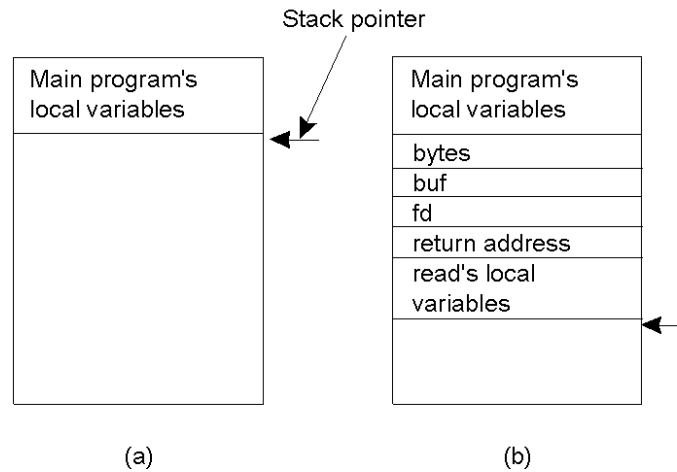 Stack pointer
Main program's
local variables
Main program's
local variables
bytes
buf
fd
return address
read's local
variables
(a)
(b)